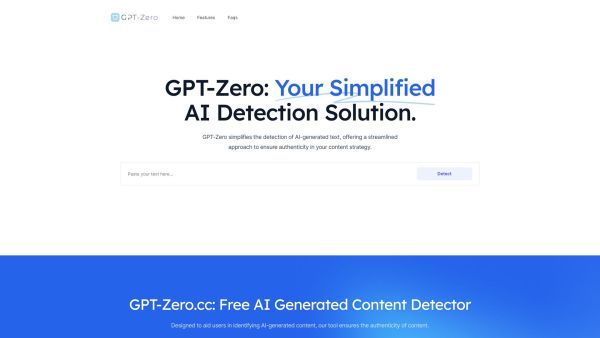 GPT-Zero Home Features Faqs
GPT-Zero: Your Simplified
AI Detection Solution.
GPT-Zero simplifies the detection of AI-generated text, offering a streamlined
approach to ensure authenticity in your content strategy.
Paste your text here... Detect
GPT-Zero.cc: Free AI Generated Content Detector
Designed to aid users in identifying AI-generated content, our tool ensures the authenticity of content.